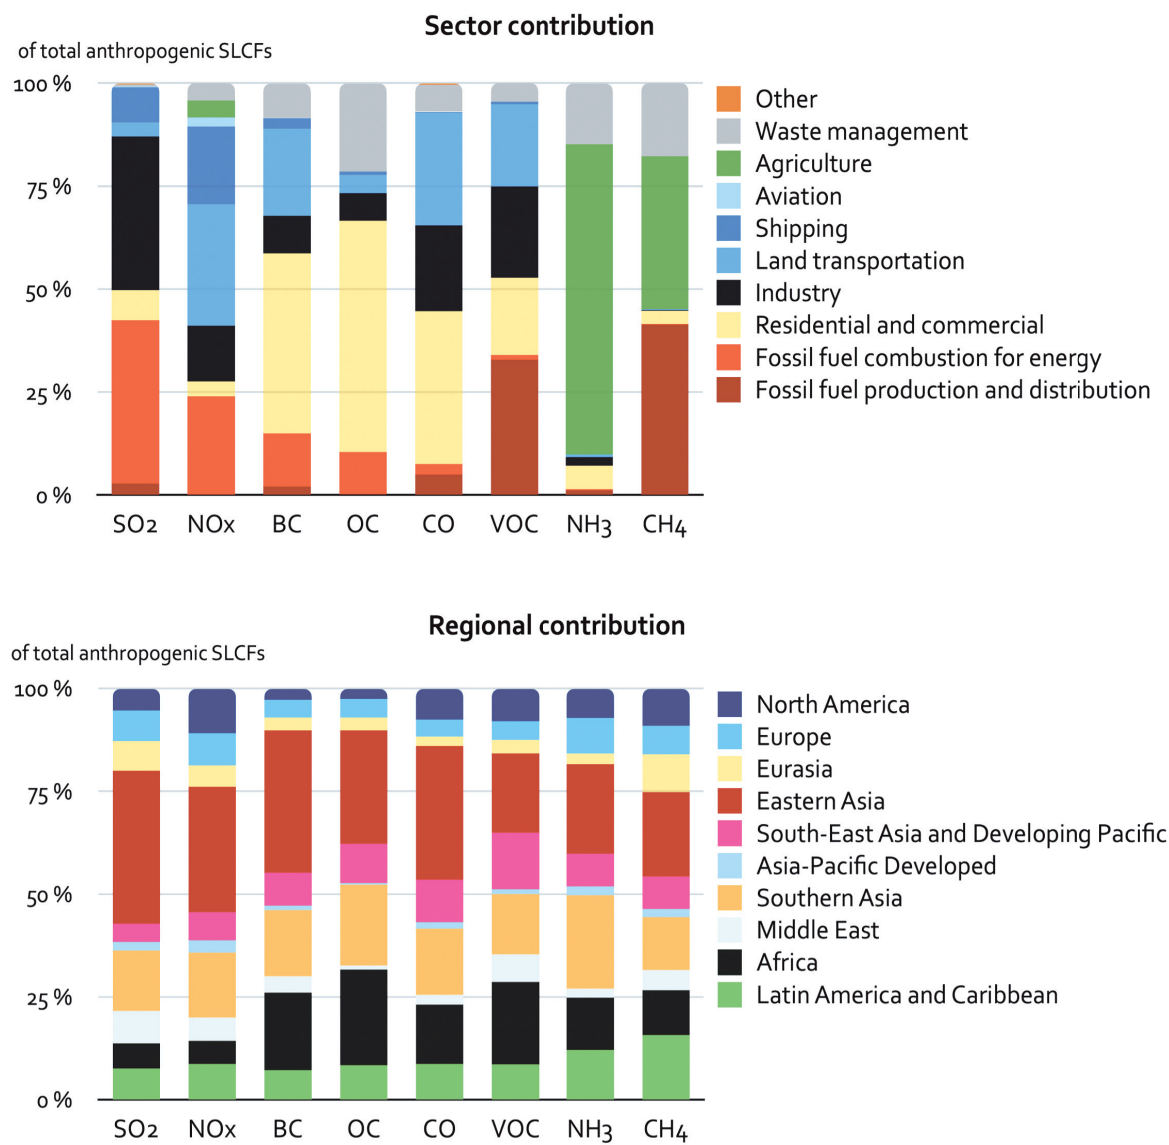 Sector contribution
of total anthropogenic SLCFs
100 %
75 %
50 %
25 %
0 %
SO2 NOx BC OC CO VOC NH3 CH4
Other
Waste management
Agriculture
Aviation
Shipping
Land transportation
Industry
Residential and commercial
Fossil fuel combustion for energy
Fossil fuel production and distribution
Regional contribution
of total anthropogenic SLCFs
100 %
75 %
50 %
25 %
0 %
SO2 NOx BC OC CO VOC NH3 CH4
North America
Europe
Eurasia
Eastern Asia
South-East Asia and Developing Pacific
Asia-Pacific Developed
Southern Asia
Middle East
Africa
Latin America and Caribbean